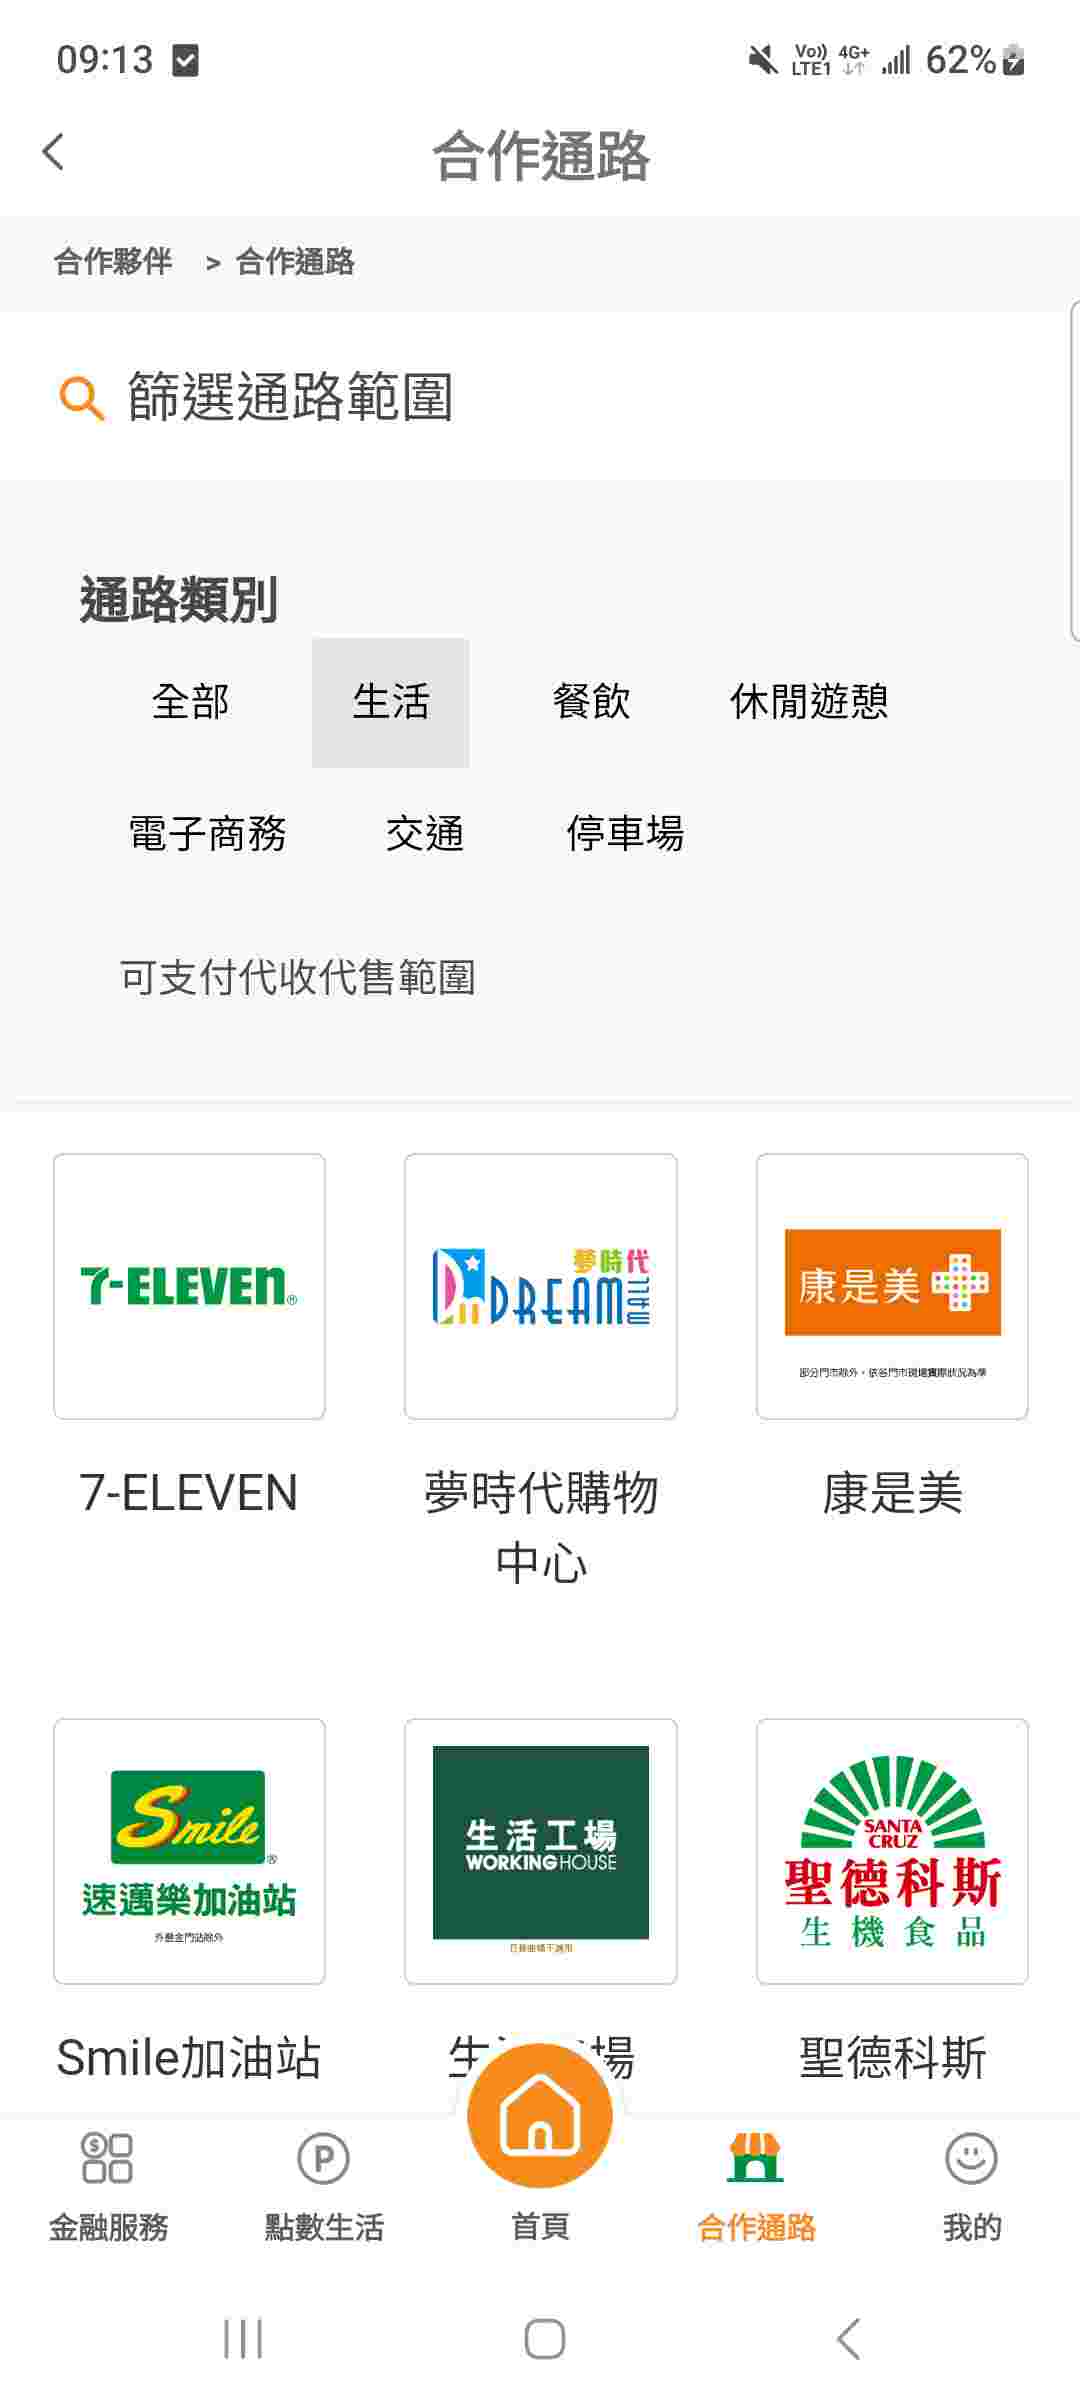 09:13
Vo)) 4G+ 62%
LTE1
合作通路
合作夥伴 > 合作通路
篩選通路範圍
通路類別
全部 生活 餐飲 休閒遊憩
電子商務 交通 停車場
可支付代收代售範圍
7-ELEVEN®
夢時代
DREAM MALL
康是美
部分門市除外，依各門市現場實際狀況為準
7-ELEVEN
夢時代購物
中心
康是美
Smile®
速邁樂加油站
外島金門站除外
生活工場
WORKING HOUSE
SANTA
CRUZ
聖德科斯
生機食品
Smile加油站
聖德科斯
金融服務 點數生活 首頁 合作通路 我的